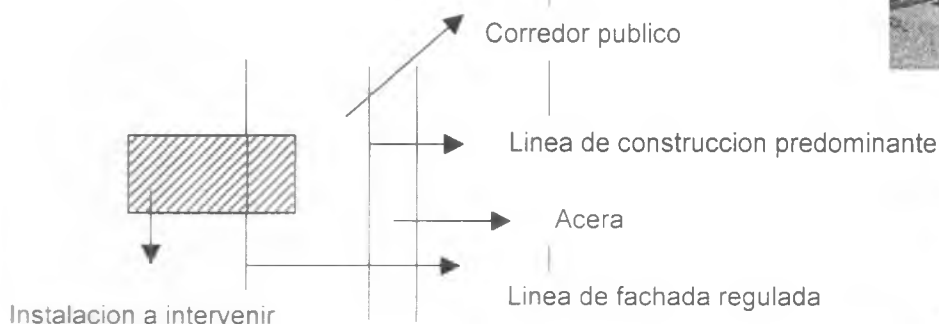 Corredor publico
Linea de construccion predominante
Acera
Linea de fachada regulada
Instalacion a intervenir